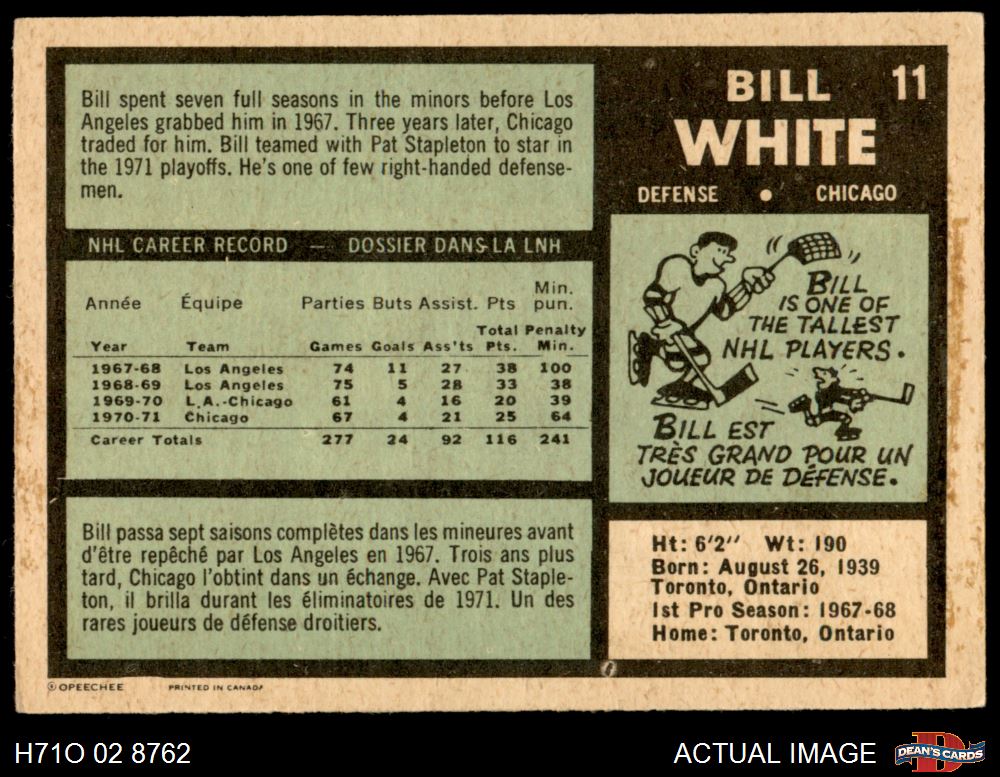 Bill spent seven full seasons in the minors before Los
Angeles grabbed him in 1967. Three years later, Chicago
traded for him. Bill teamed with Pat Stapleton to star in
the 1971 playoffs. He's one of few right-handed defense-
men.
NHL CAREER RECORD — DOSSIER DANS LA LNH
Année Équipe Parties Buts Assist. Pts Min. pun.
Year Team Games Goals Ass'ts Total Pts. Penalty Min.
1967-68 Los Angeles 74 11 27 38 100
1968-69 Los Angeles 75 5 28 33 38
1969-70 L.A.-Chicago 61 4 16 20 39
1970-71 Chicago 67 4 21 25 64
Career Totals 277 24 92 116 241
Bill passa sept saisons complètes dans les mineures avant
d'être repêché par Los Angeles en 1967. Trois ans plus
tard, Chicago l'obtint dans un échange. Avec Pat Staple-
ton, il brilla durant les éliminatoires de 1971. Un des
rares joueurs de défense droitiers.
BILL 11
WHITE
DEFENSE • CHICAGO
BILL
IS ONE OF
THE TALLEST
NHL PLAYERS.
BILL EST
TRÈS GRAND POUR UN
JOUEUR DE DÉFENSE.
Ht: 6'2" Wt: 190
Born: August 26, 1939
Toronto, Ontario
1st Pro Season: 1967-68
Home: Toronto, Ontario
© OPEECHEE PRINTED IN CANADA
H71O 02 8762 ACTUAL IMAGE D DEAN'S CARDS